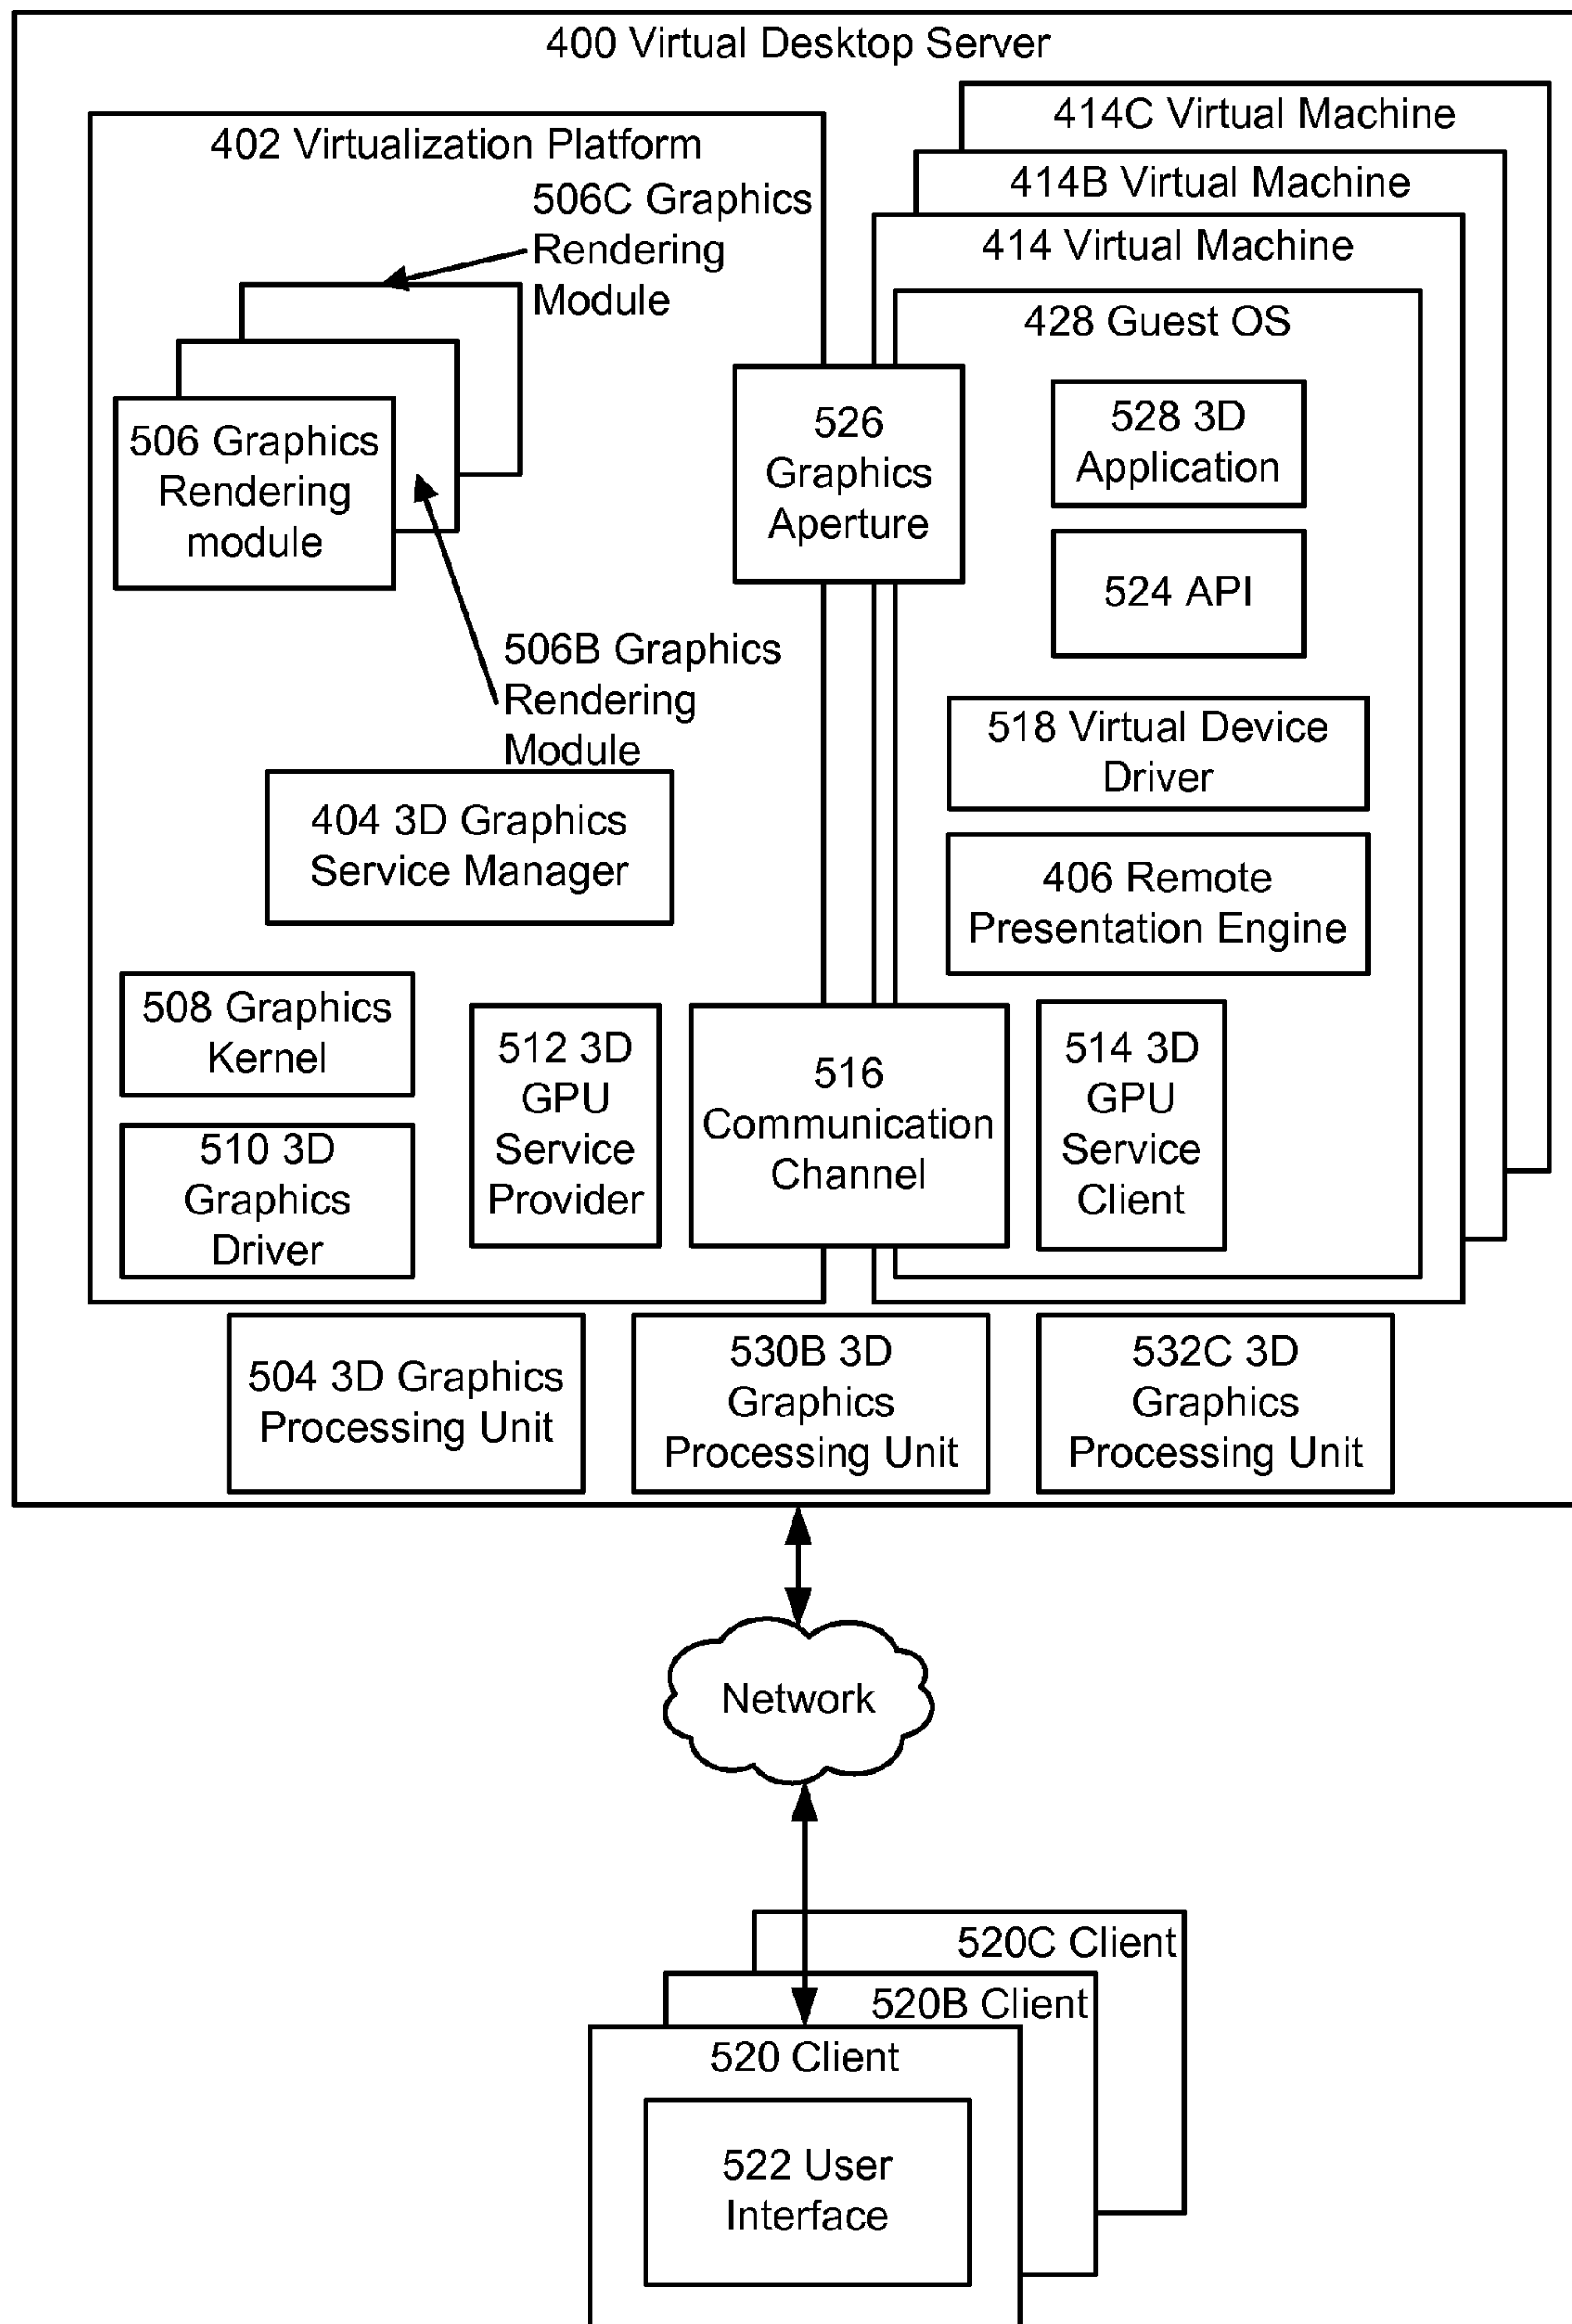 400 Virtual Desktop Server
402 Virtualization Platform
506C Graphics
Rendering
Module
506 Graphics
Rendering
module
506B Graphics
Rendering
Module
404 3D Graphics
Service Manager
508 Graphics
Kernel
510 3D
Graphics
Driver
512 3D
GPU
Service
Provider
526
Graphics
Aperture
516
Communication
Channel
414C Virtual Machine
414B Virtual Machine
414 Virtual Machine
428 Guest OS
528 3D
Application
524 API
518 Virtual Device
Driver
406 Remote
Presentation Engine
514 3D
GPU
Service
Client
504 3D Graphics
Processing Unit
530B 3D
Graphics
Processing Unit
532C 3D
Graphics
Processing Unit
Network
520C Client
520B Client
520 Client
522 User
Interface